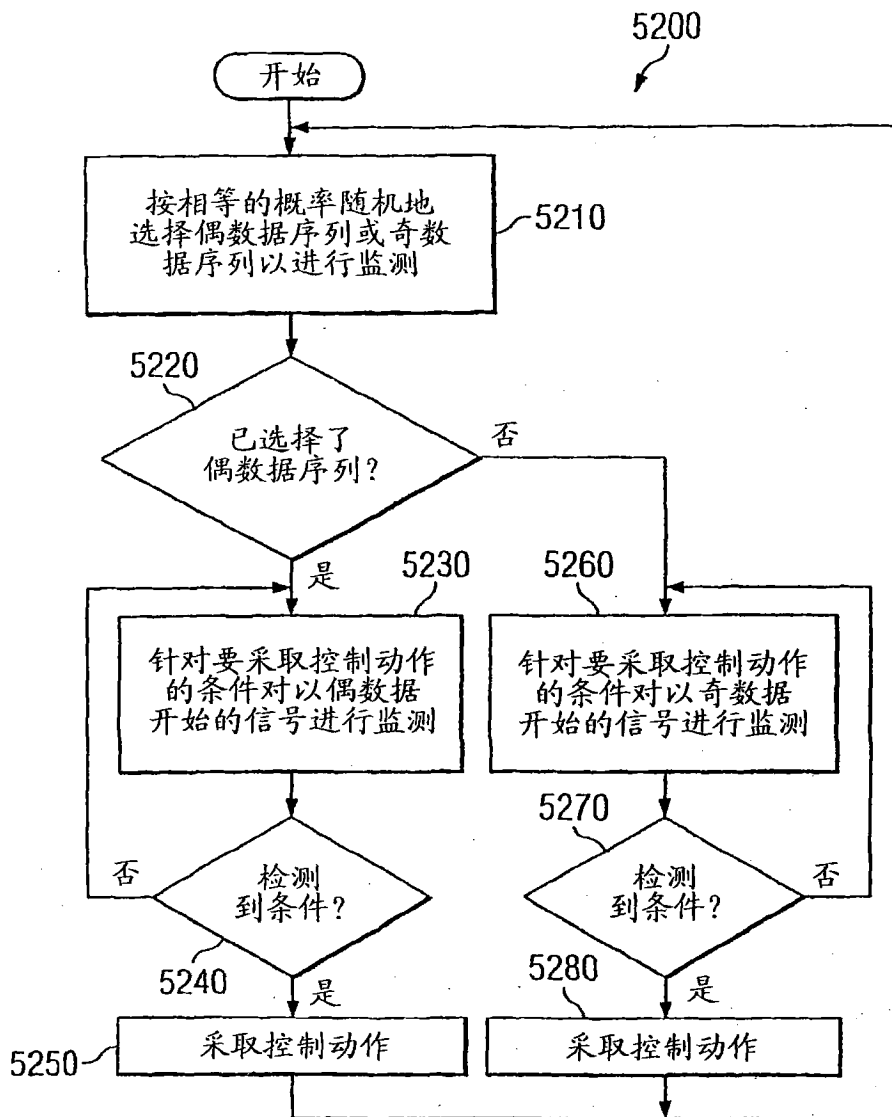 5200
开始
按相等的概率随机地
选择偶数据序列或奇数
据序列以进行监测
5210
5220
已选择了
偶数据序列?
否
是
5230
5260
针对要采取控制动作
的条件对以偶数据
开始的信号进行监测
针对要采取控制动作
的条件对以奇数据
开始的信号进行监测
5270
否
检测
到条件?
检测
到条件?
否
5240
是
5280
是
5250
采取控制动作
采取控制动作